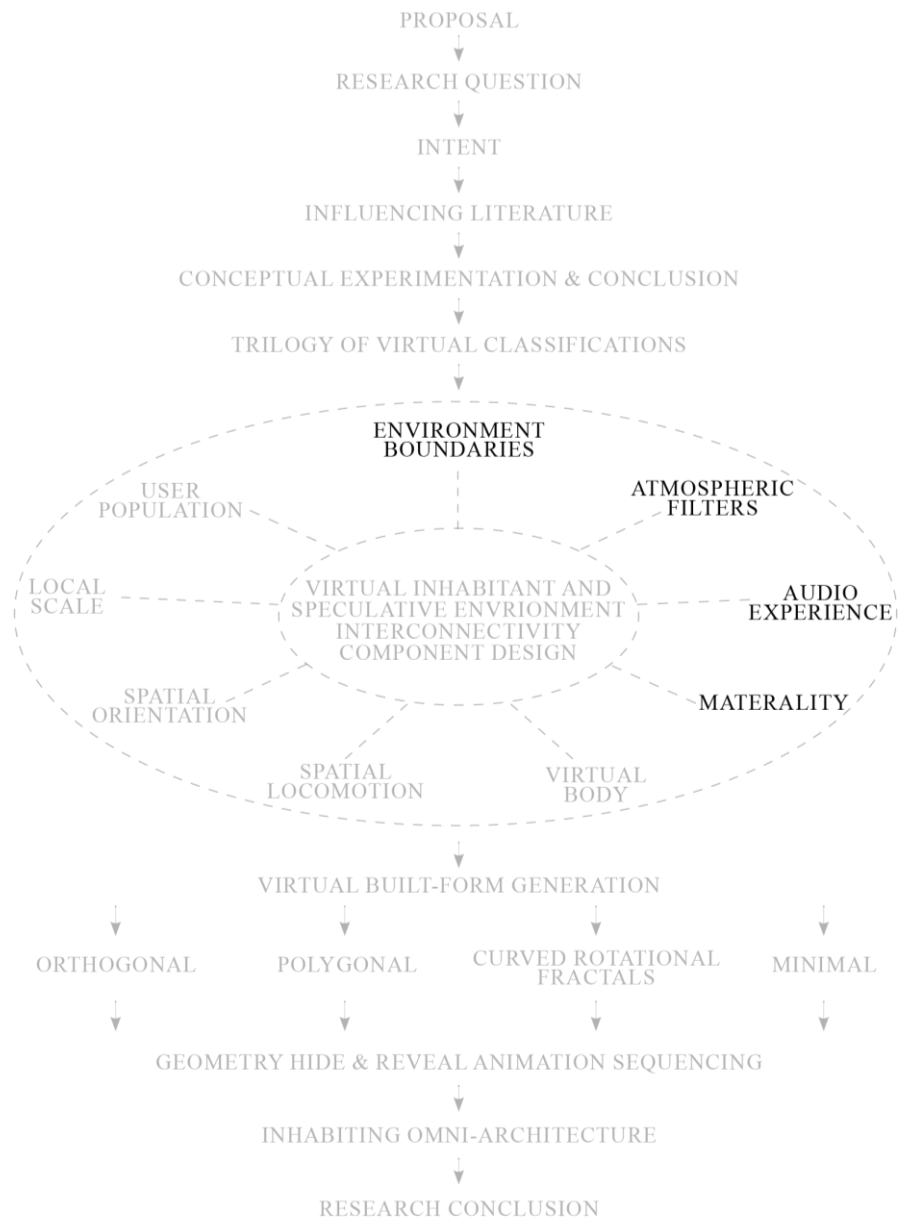 PROPOSAL
RESEARCH QUESTION
INTENT
INFLUENCING LITERATURE
CONCEPTUAL EXPERIMENTATION & CONCLUSION
TRILOGY OF VIRTUAL CLASSIFICATIONS
ENVIRONMENT
BOUNDARIES
ATMOSPHERIC
FILTERS
AUDIO
EXPERIENCE
MATERALITY
VIRTUAL
BODY
SPATIAL
LOCOMOTION
SPATIAL
ORIENTATION
LOCAL
SCALE
USER
POPULATION
VIRTUAL INHABITANT AND
SPECULATIVE ENVRIONMENT
INTERCONNECTIVITY
COMPONENT DESIGN
VIRTUAL BUILT-FORM GENERATION
ORTHOGONAL
POLYGONAL
CURVED ROTATIONAL
FRACTALS
MINIMAL
GEOMETRY HIDE & REVEAL ANIMATION SEQUENCING
INHABITING OMNI-ARCHITECTURE
RESEARCH CONCLUSION